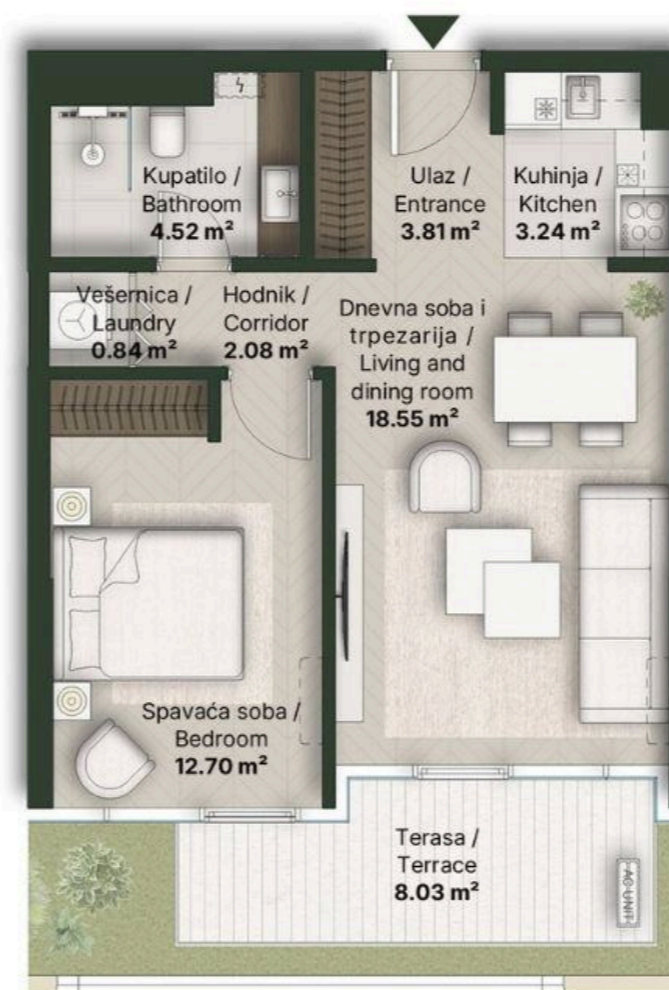 Kupatilo /
Bathroom
4.52 m²
Ulaz /
Entrance
3.81 m²
Kuhinja /
Kitchen
3.24 m²
Vešernica /
Laundry
0.84 m²
Hodnik /
Corridor
2.08 m²
Dnevna soba i
trpezarija /
Living and
dining room
18.55 m²
Spavaća soba /
Bedroom
12.70 m²
Terasa /
Terrace
8.03 m²
AC UNIT